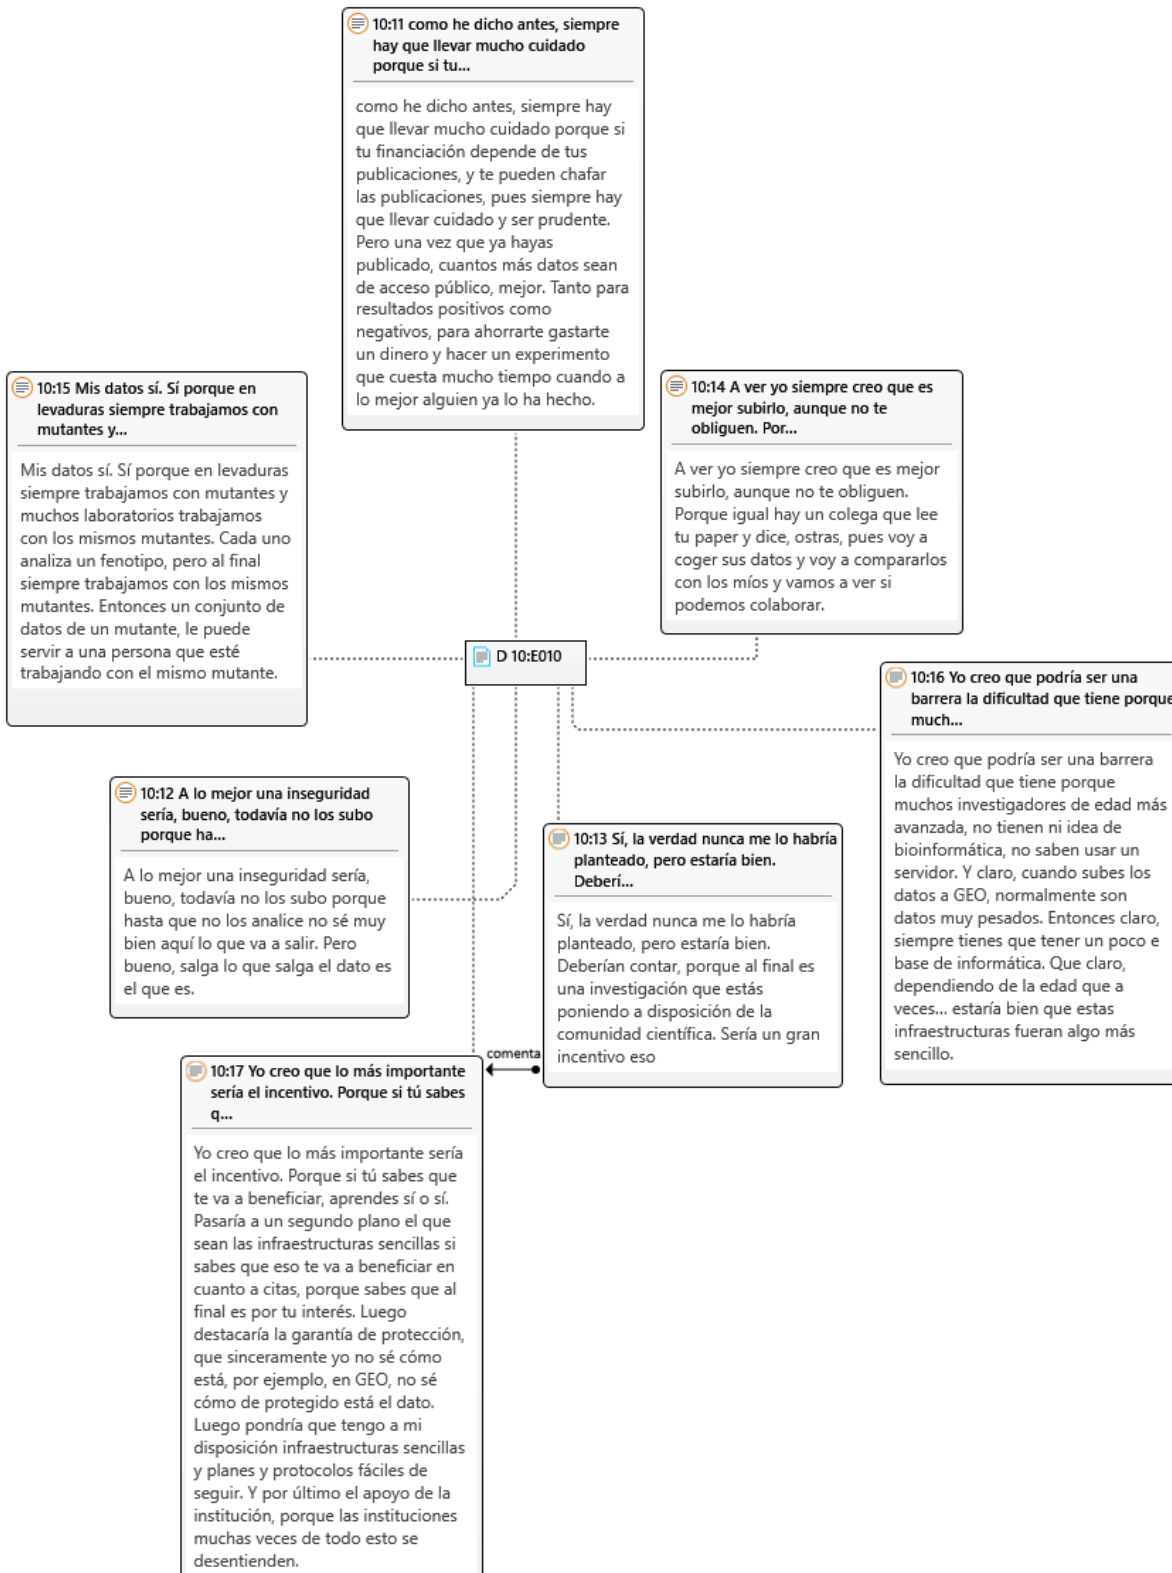 10:11 como he dicho antes, siempre
hay que llevar mucho cuidado
porque si tu...
como he dicho antes, siempre hay
que llevar mucho cuidado porque si
tu financiación depende de tus
publicaciones, y te pueden chafar
las publicaciones, pues siempre hay
que llevar cuidado y ser prudente.
Pero una vez que ya hayas
publicado, cuantos más datos sean
de acceso público, mejor. Tanto para
resultados positivos como
negativos, para ahorrarte gastarte
un dinero y hacer un experimento
que cuesta mucho tiempo cuando a
lo mejor alguien ya lo ha hecho.
10:15 Mis datos sí. Sí porque en
levaduras siempre trabajamos con
mutantes y...
Mis datos sí. Sí porque en levaduras
siempre trabajamos con mutantes y
muchos laboratorios trabajamos
con los mismos mutantes. Cada uno
analiza un fenotipo, pero al final
siempre trabajamos con los mismos
mutantes. Entonces un conjunto de
datos de un mutante, le puede
servir a una persona que esté
trabajando con el mismo mutante.
10:14 A ver yo siempre creo que es
mejor subirlo, aunque no te
obliguen. Por...
A ver yo siempre creo que es mejor
subirlo, aunque no te obliguen.
Porque igual hay un colega que lee
tu paper y dice, ostras, pues voy a
coger sus datos y voy a compararlos
con los míos y vamos a ver si
podemos colaborar.
D 10:E010
10:16 Yo creo que podría ser una
barrera la dificultad que tiene porque
much...
Yo creo que podría ser una barrera
la dificultad que tiene porque
muchos investigadores de edad más
avanzada, no tienen ni idea de
bioinformática, no saben usar un
servidor. Y claro, cuando subes los
datos a GEO, normalmente son
datos muy pesados. Entonces claro,
siempre tienes que tener un poco e
base de informática. Que claro,
dependiendo de la edad que a
veces... estaría bien que estas
infraestructuras fueran algo más
sencillo.
10:12 A lo mejor una inseguridad
sería, bueno, todavía no los subo
porque ha...
A lo mejor una inseguridad sería,
bueno, todavía no los subo porque
hasta que no los analice no sé muy
bien aquí lo que va a salir. Pero
bueno, salga lo que salga el dato es
el que es.
10:13 Sí, la verdad nunca me lo habría
planteado, pero estaría bien.
Deberí...
Sí, la verdad nunca me lo habría
planteado, pero estaría bien.
Deberían contar, porque al final es
una investigación que estás
poniendo a disposición de la
comunidad científica. Sería un gran
incentivo eso
comenta
10:17 Yo creo que lo más importante
sería el incentivo. Porque si tú sabes
q...
Yo creo que lo más importante sería
el incentivo. Porque si tú sabes que
te va a beneficiar, aprendes sí o sí.
Pasaría a un segundo plano el que
sean las infraestructuras sencillas si
sabes que eso te va a beneficiar en
cuanto a citas, porque sabes que al
final es por tu interés. Luego
destacaría la garantía de protección,
que sinceramente yo no sé cómo
está, por ejemplo, en GEO, no sé
cómo de protegido está el dato.
Luego pondría que tengo a mi
disposición infraestructuras sencillas
y planes y protocolos fáciles de
seguir. Y por último el apoyo de la
institución, porque las instituciones
muchas veces de todo esto se
desentienden.